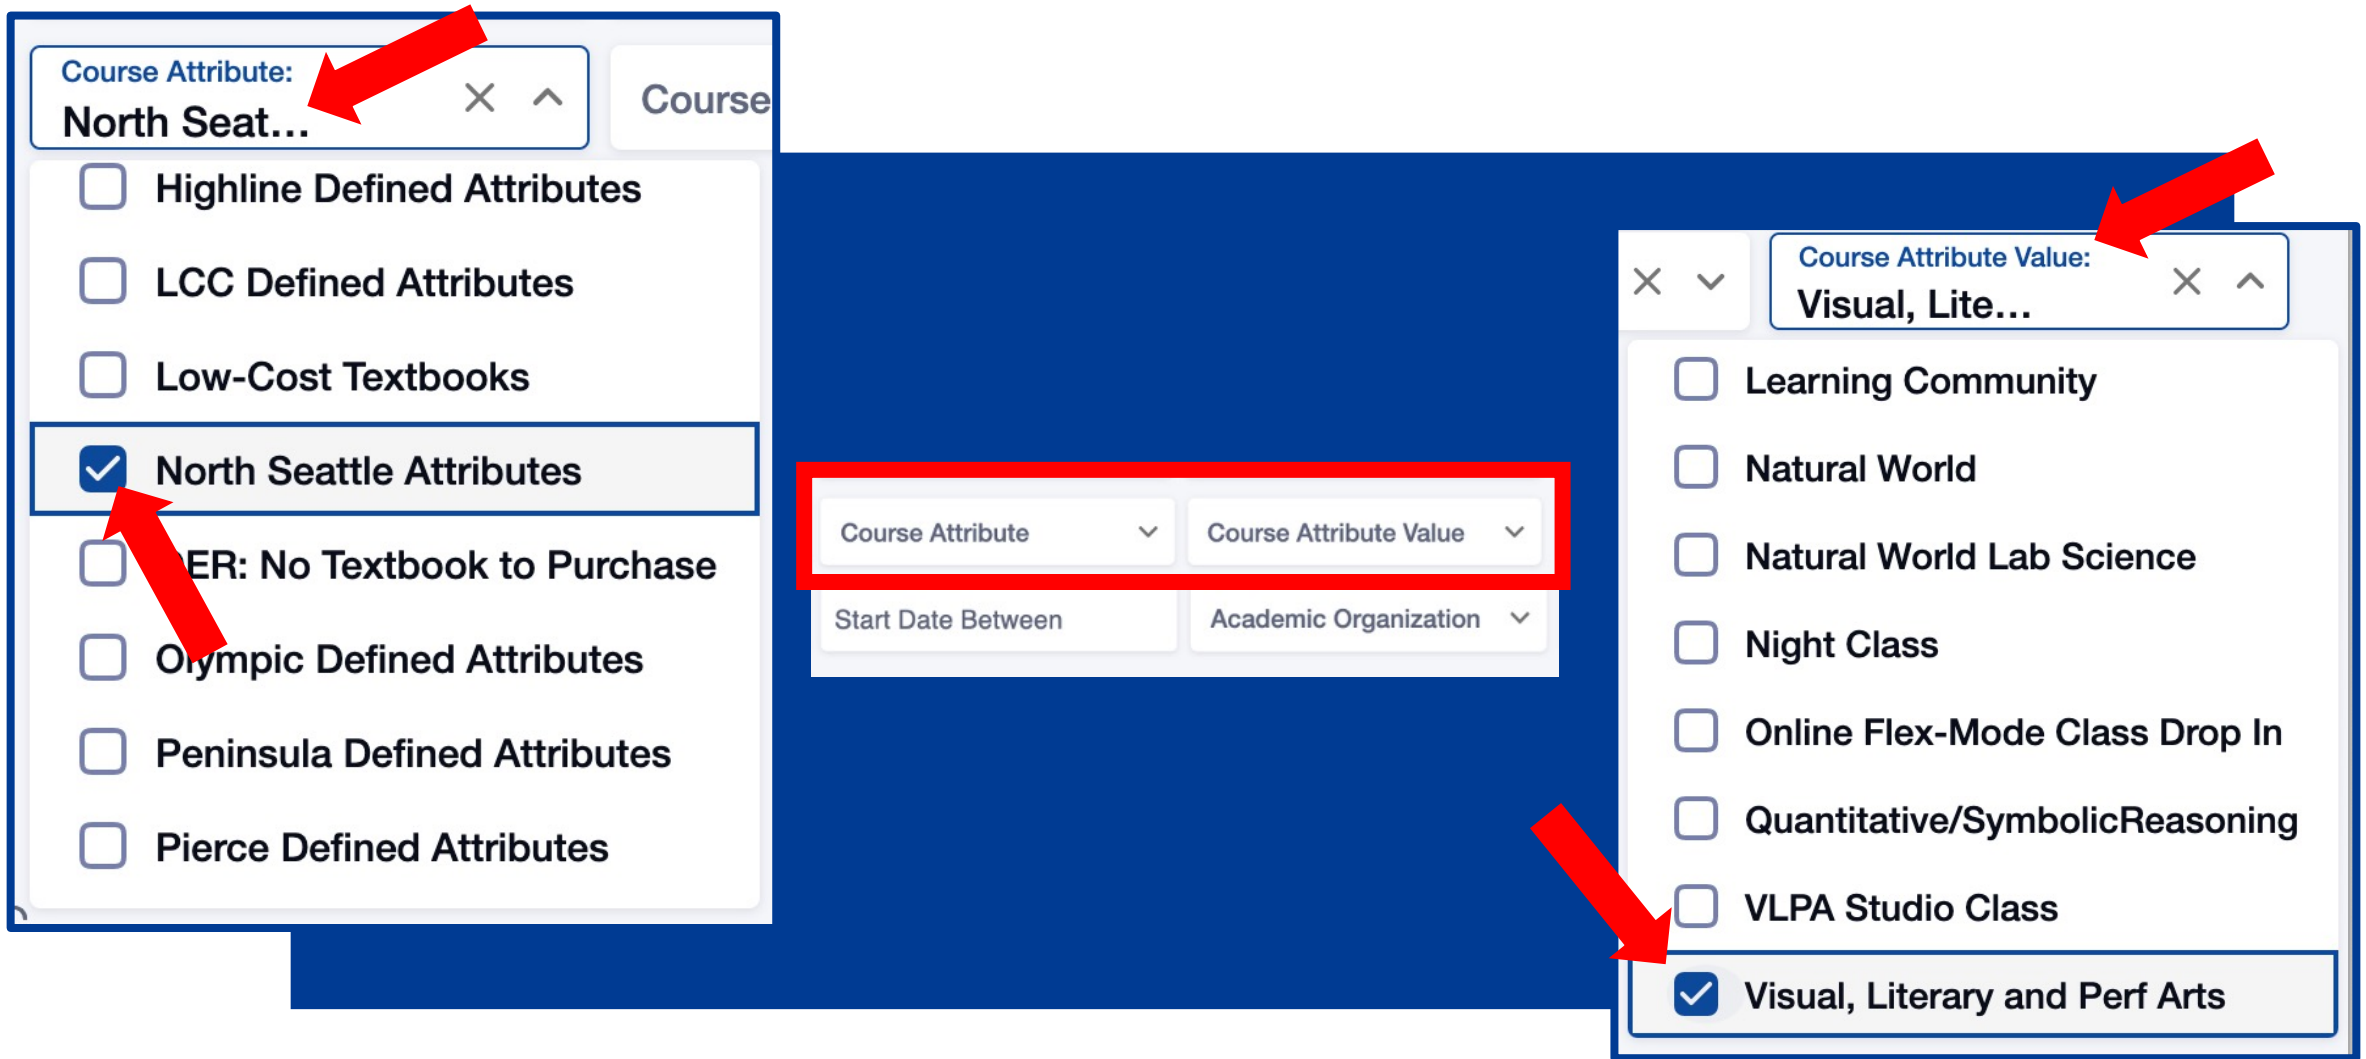 Course Attribute:
North Seat...
Course
Highline Defined Attributes
LCC Defined Attributes
Low-Cost Textbooks
North Seattle Attributes
ER: No Textbook to Purchase
Olympic Defined Attributes
Peninsula Defined Attributes
Pierce Defined Attributes
Course Attribute
Course Attribute Value
Start Date Between
Academic Organization
Course Attribute Value:
Visual, Lite...
Learning Community
Natural World
Natural World Lab Science
Night Class
Online Flex-Mode Class Drop In
Quantitative/SymbolicReasoning
VLPA Studio Class
Visual, Literary and Perf Arts